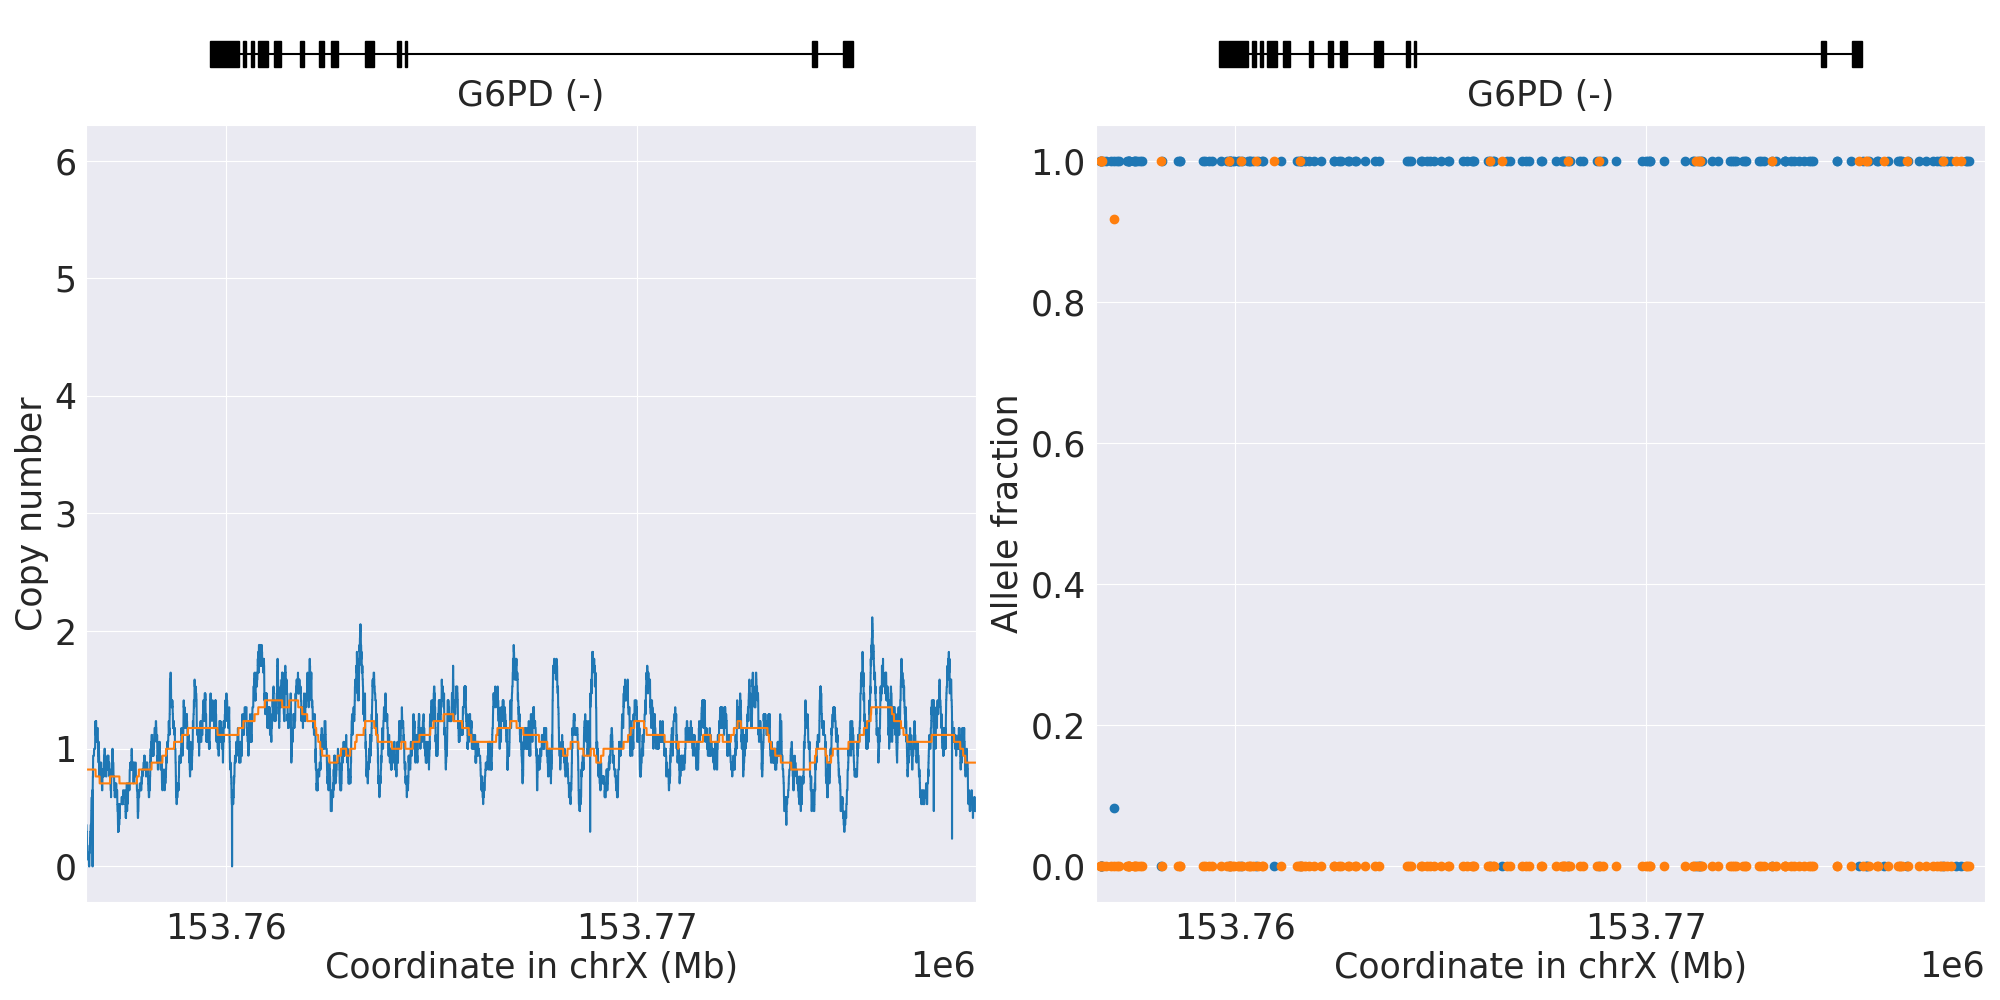 G6PD (-)
G6PD (-)
Copy number
6
5
4
3
2
1
0
153.76
153.77
Coordinate in chrX (Mb)
1e6
Allele fraction
1.0
0.8
0.6
0.4
0.2
0.0
153.76
153.77
Coordinate in chrX (Mb)
1e6